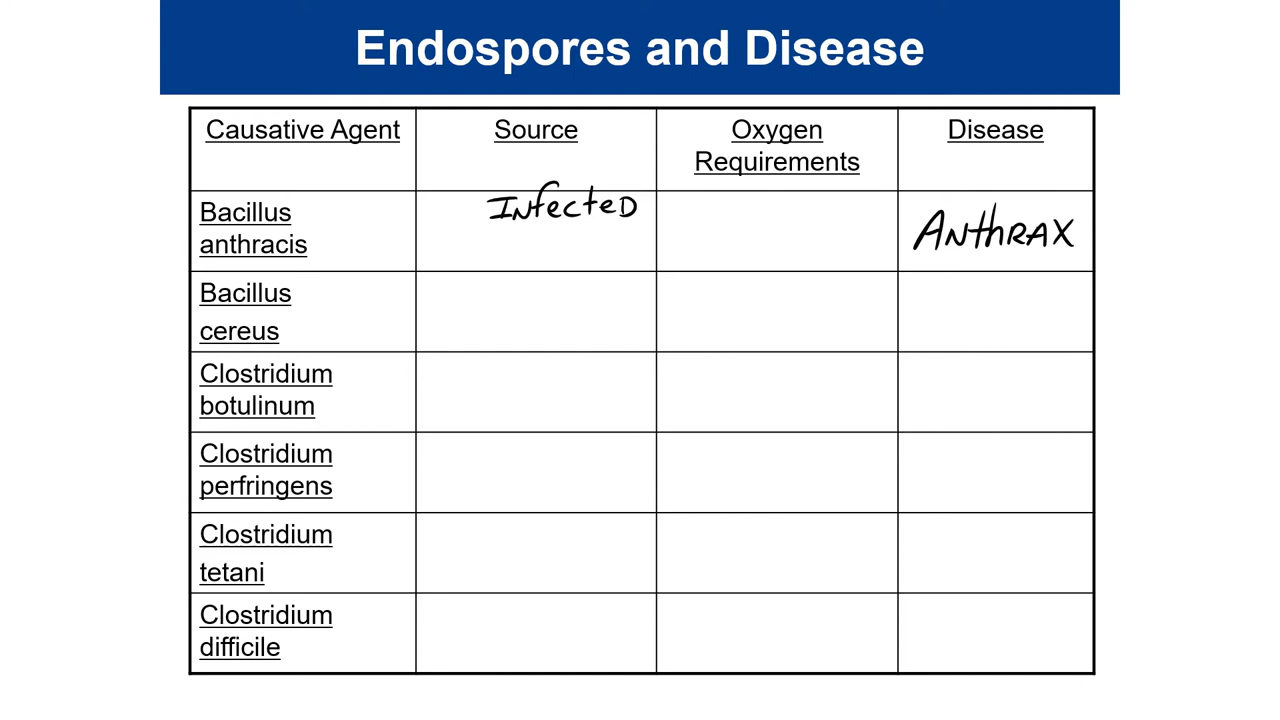 Endospores and Disease
Causative Agent Source Oxygen Requirements Disease
Bacillus anthracis Infected Anthrax
Bacillus cereus
Clostridium botulinum
Clostridium perfringens
Clostridium tetani
Clostridium difficile